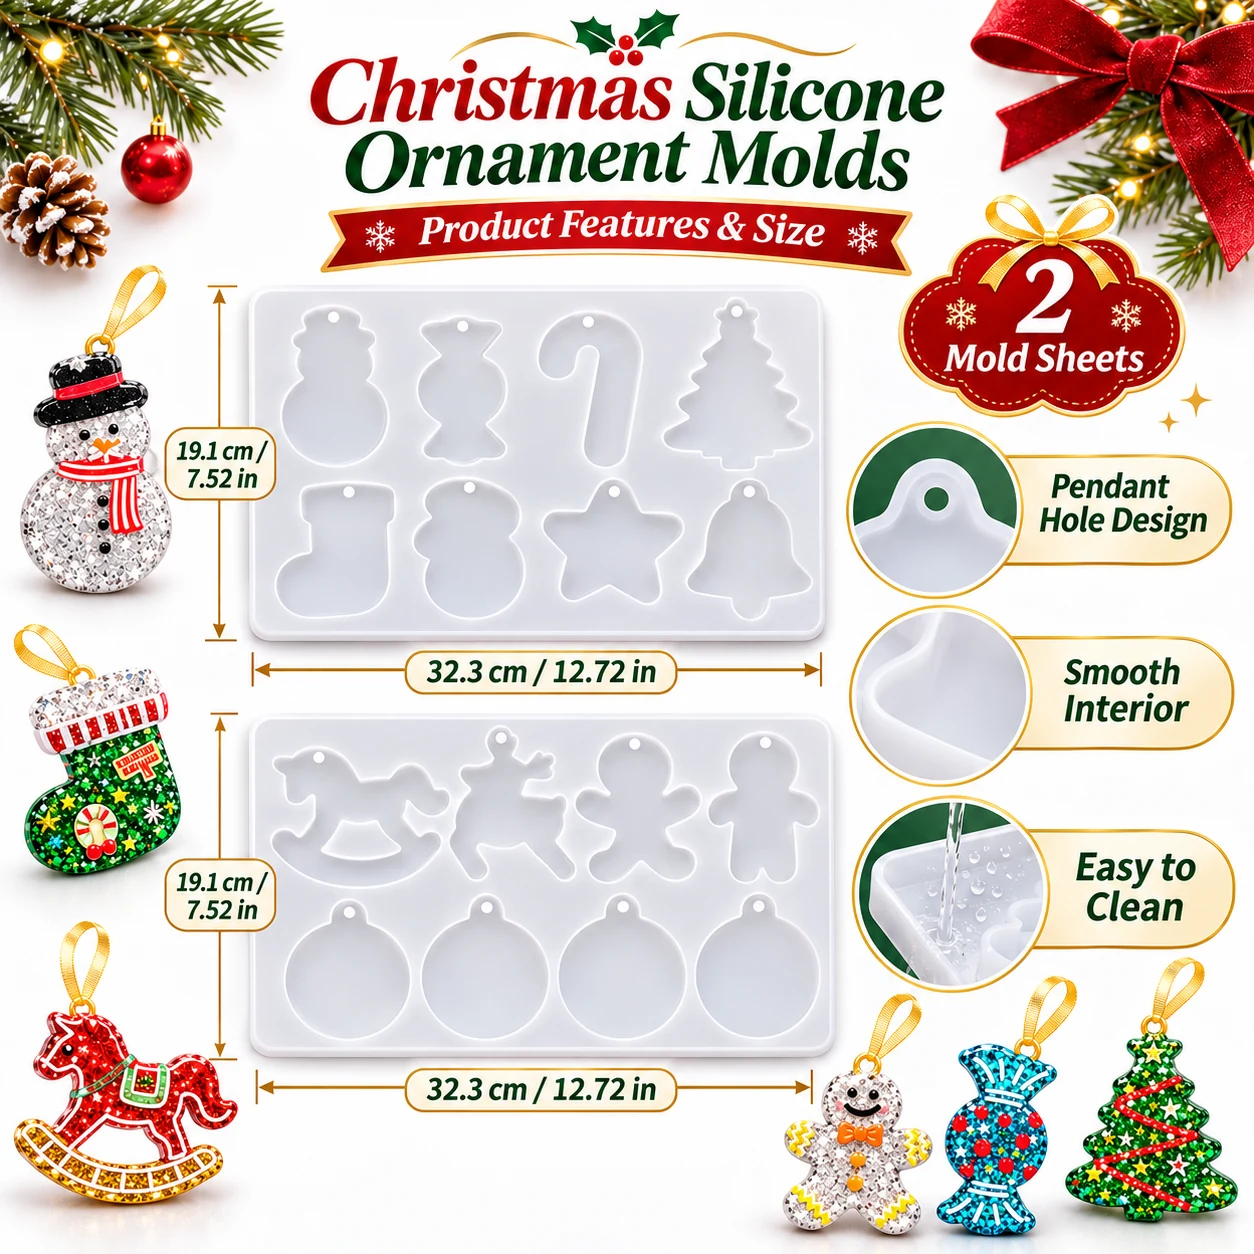 Christmas Silicone
Ornament Molds
Product Features & Size
2
Mold Sheets
19.1 cm /
7.52 in
32.3 cm / 12.72 in
Pendant
Hole Design
Smooth
Interior
19.1 cm /
7.52 in
32.3 cm / 12.72 in
Easy to
Clean